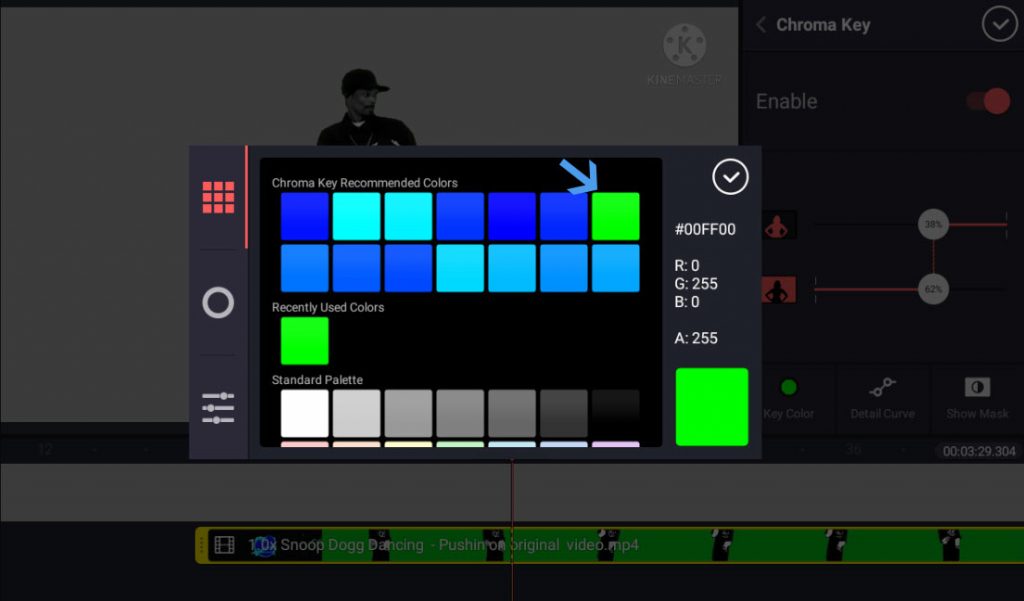 Chroma Key
KINEMASTER
Enable
Chroma Key Recommended Colors
#00FF00
R: 0
G: 255
B: 0
A: 255
38%
62%
Recently Used Colors
Standard Palette
Key Color
Detail Curve
Show Mask
12
36
00:03:29.304
1.0x Snoop Dogg Dancing - Pushin on original video.mp4